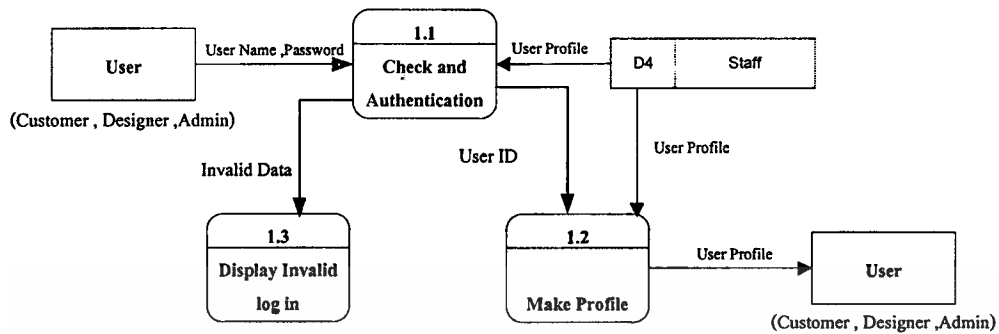 1.1
User Name ,Password
User Profile
User
Check and
Authentication
D4
Staff
(Customer , Designer ,Admin)
Invalid Data
User ID
User Profile
1.3
Display Invalid
log in
1.2
Make Profile
User Profile
User
(Customer , Designer ,Admin)